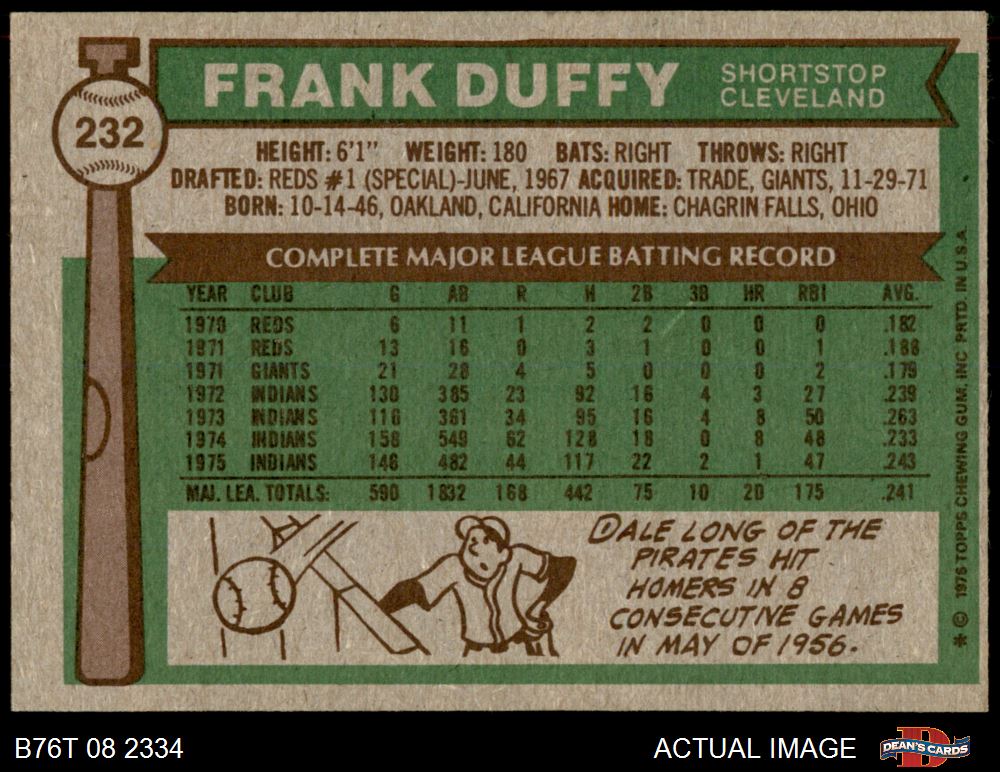 232
FRANK DUFFY
SHORTSTOP
CLEVELAND
HEIGHT: 6'1" WEIGHT: 180 BATS: RIGHT THROWS: RIGHT
DRAFTED: REDS #1 (SPECIAL)-JUNE, 1967 ACQUIRED: TRADE, GIANTS, 11-29-71
BORN: 10-14-46, OAKLAND, CALIFORNIA HOME: CHAGRIN FALLS, OHIO
COMPLETE MAJOR LEAGUE BATTING RECORD
YEAR CLUB G AB R H 2B 3B HR RBI AVG.
1970 REDS 6 11 1 2 2 0 0 0 .182
1971 REDS 13 16 0 3 1 0 0 1 .188
1971 GIANTS 21 28 4 5 0 0 0 2 .179
1972 INDIANS 130 385 23 92 16 4 3 27 .239
1973 INDIANS 116 361 34 95 16 4 8 50 .263
1974 INDIANS 158 549 62 128 18 0 8 48 .233
1975 INDIANS 146 482 44 117 22 2 1 47 .243
MAJ. LEA. TOTALS: 590 1832 168 442 75 10 20 175 .241
DALE LONG OF THE
PIRATES HIT
HOMERS IN 8
CONSECUTIVE GAMES
IN MAY OF 1956.
* © 1976 TOPPS CHEWING GUM, INC. PRTD. IN U.S.A.
B76T 08 2334
ACTUAL IMAGE
D
DEAN'S CARDS